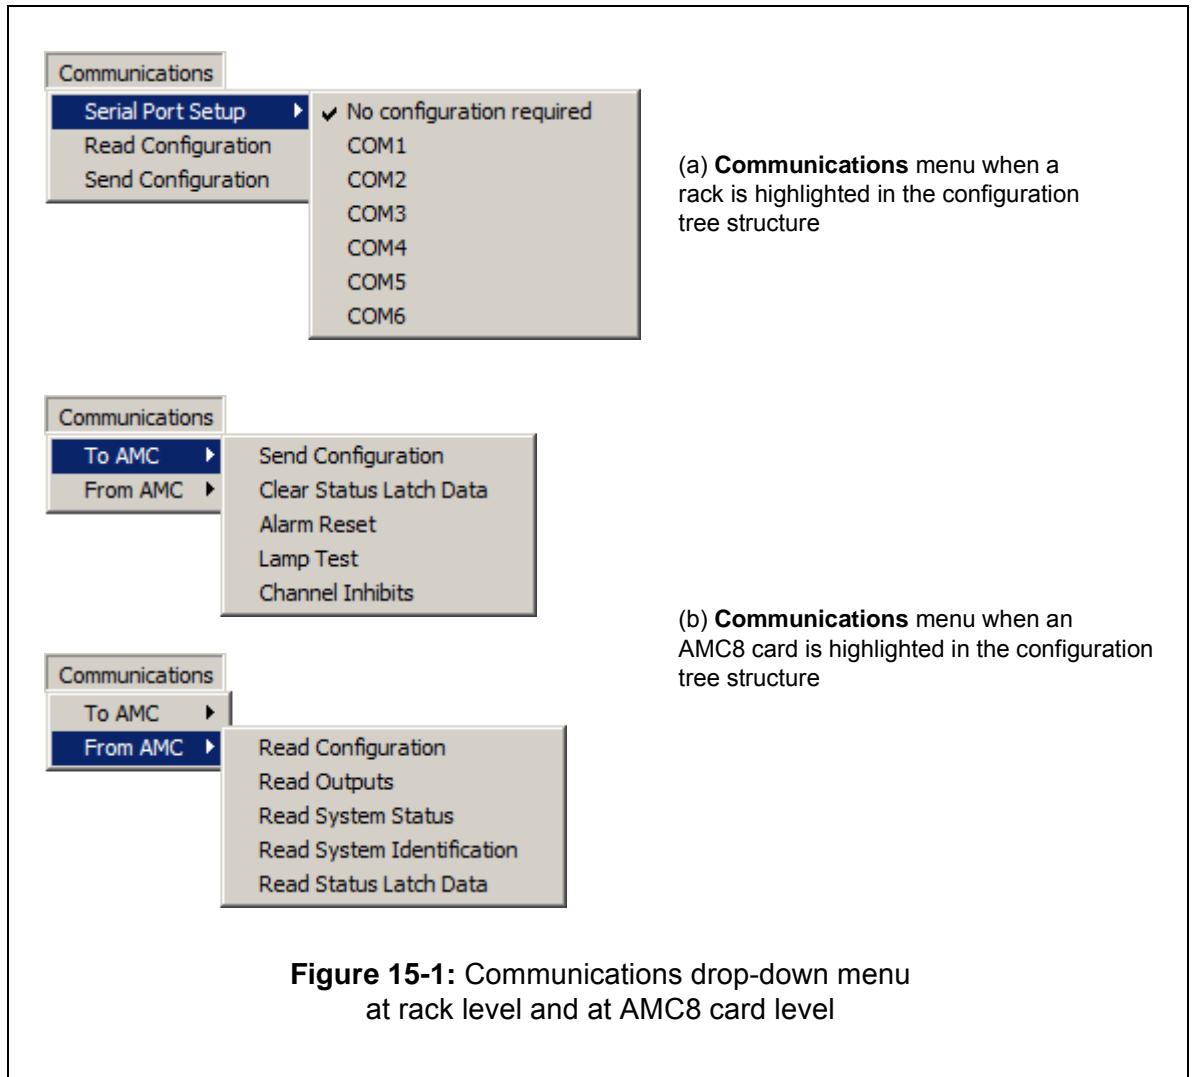 Communications
Serial Port Setup
Read Configuration
Send Configuration
No configuration required
COM1
COM2
COM3
COM4
COM5
COM6
(a) Communications menu when a
rack is highlighted in the configuration
tree structure
Communications
To AMC
From AMC
Send Configuration
Clear Status Latch Data
Alarm Reset
Lamp Test
Channel Inhibits
(b) Communications menu when an
AMC8 card is highlighted in the configuration
tree structure
Communications
To AMC
From AMC
Read Configuration
Read Outputs
Read System Status
Read System Identification
Read Status Latch Data
Figure 15-1: Communications drop-down menu
at rack level and at AMC8 card level